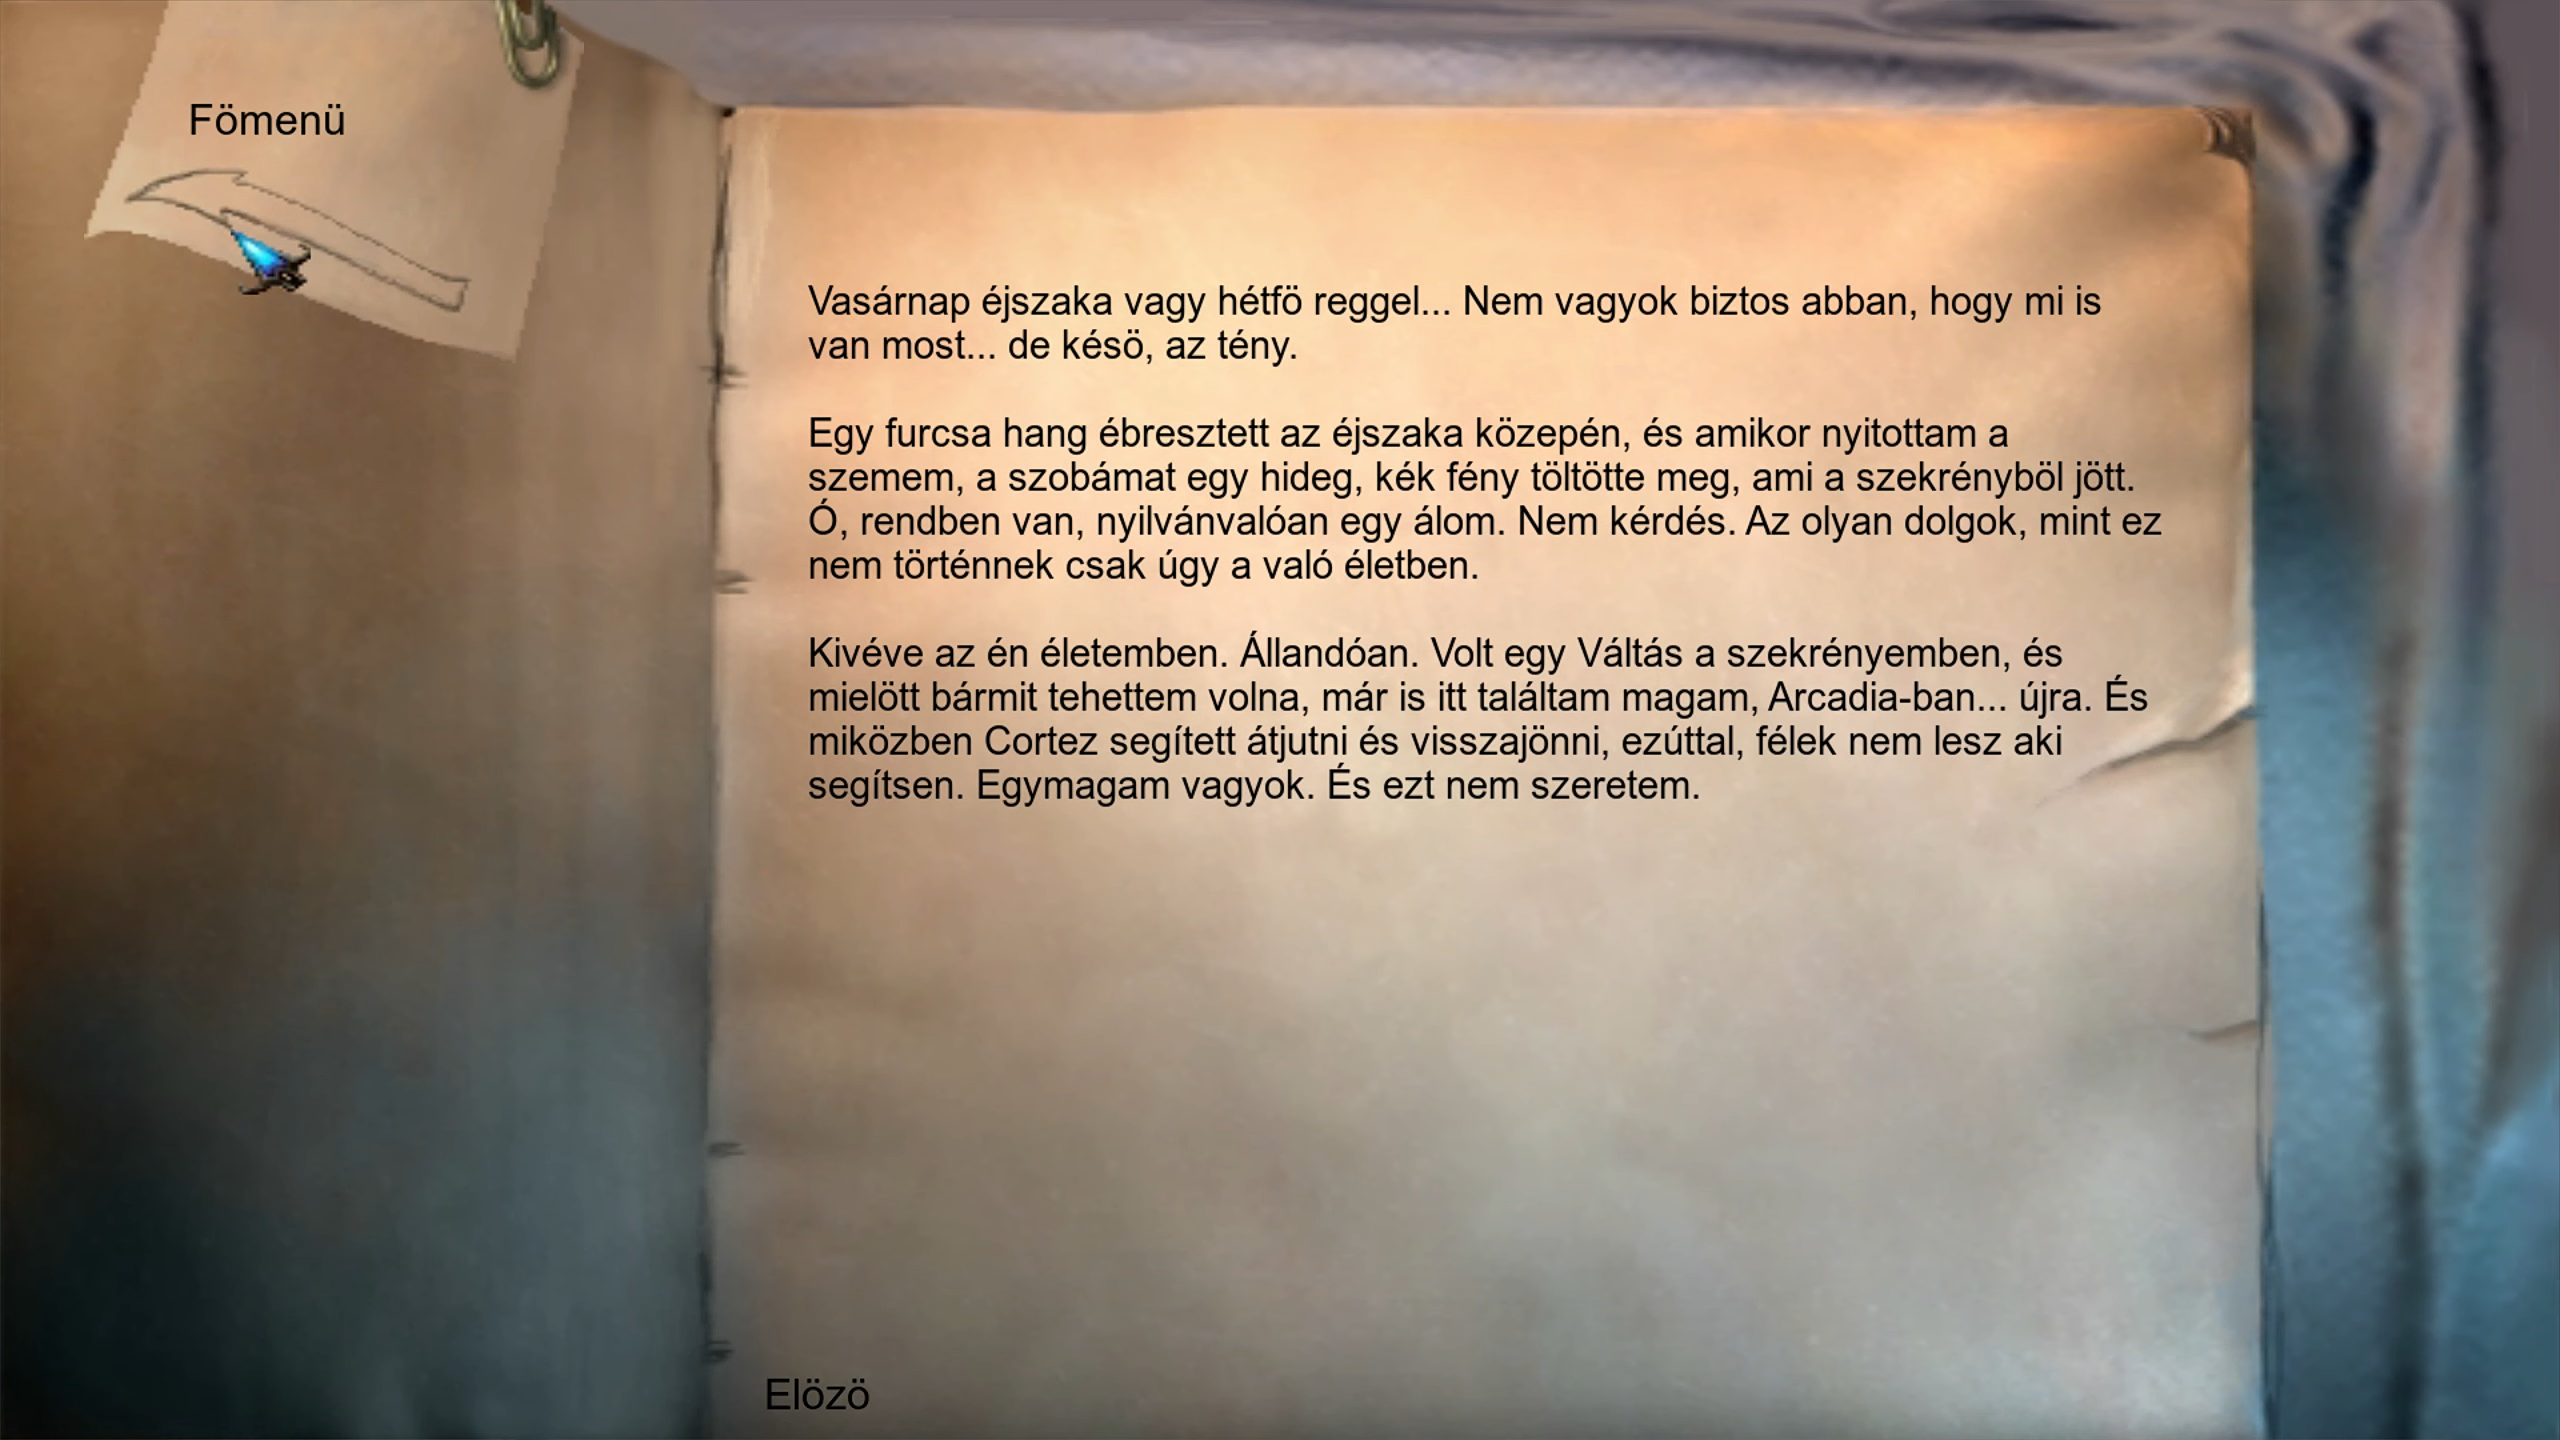 Fömenü
Vasárnap éjszaka vagy hétfö reggel... Nem vagyok biztos abban, hogy mi is
van most... de késö, az tény.
Egy furcsa hang ébresztett az éjszaka közepén, és amikor nyitottam a
szemem, a szobámat egy hideg, kék fény töltötte meg, ami a szekrényböl jött.
Ó, rendben van, nyilvánvalóan egy álom. Nem kérdés. Az olyan dolgok, mint ez
nem történnek csak úgy a való életben.
Kivéve az én életemben. Állandóan. Volt egy Váltás a szekrényemben, és
mielött bármit tehettem volna, már is itt találtam magam, Arcadia-ban... újra. És
miközben Cortez segített átjutni és visszajönni, ezúttal, félek nem lesz aki
segítsen. Egymagam vagyok. És ezt nem szeretem.
Elözö